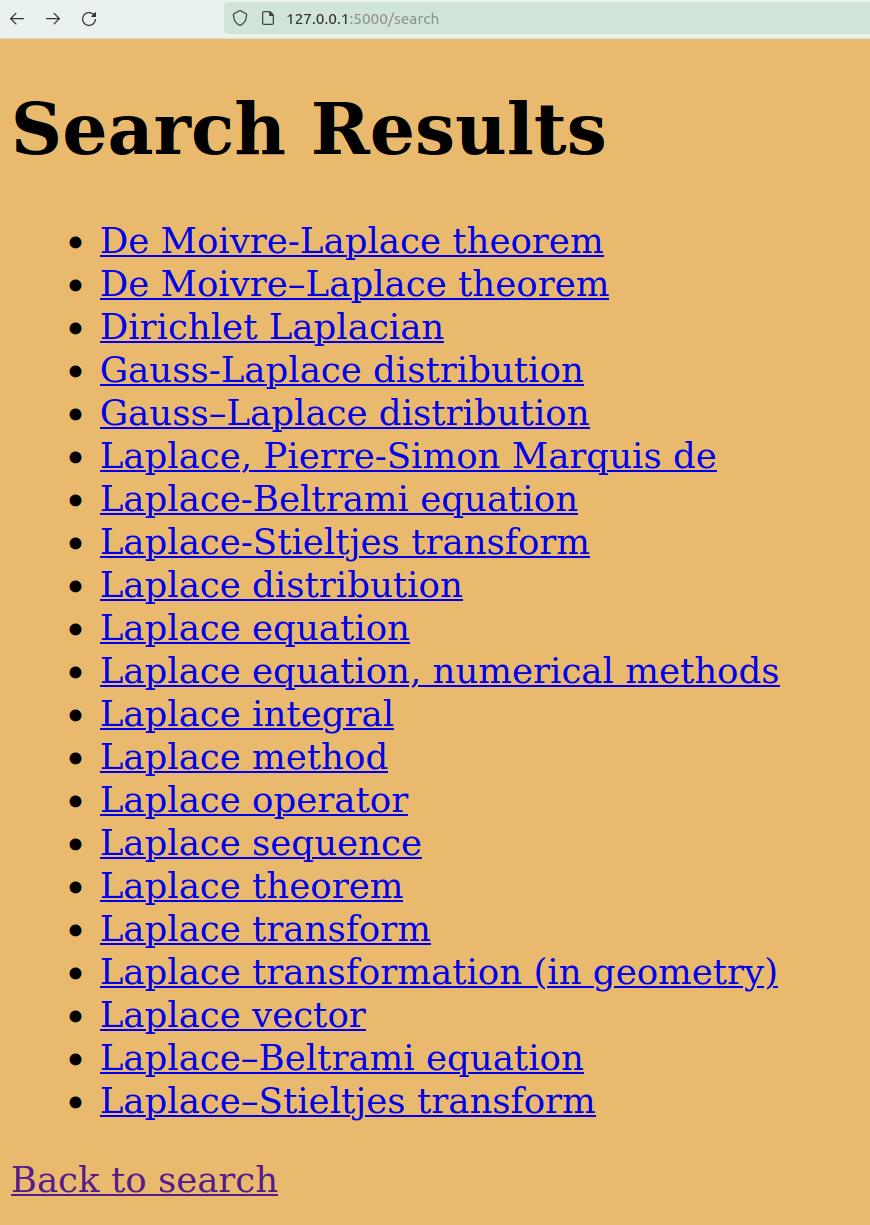 127.0.0.1:5000/search
Search Results
De Moivre-Laplace theorem
De Moivre–Laplace theorem
Dirichlet Laplacian
Gauss-Laplace distribution
Gauss–Laplace distribution
Laplace, Pierre-Simon Marquis de
Laplace-Beltrami equation
Laplace-Stieltjes transform
Laplace distribution
Laplace equation
Laplace equation, numerical methods
Laplace integral
Laplace method
Laplace operator
Laplace sequence
Laplace theorem
Laplace transform
Laplace transformation (in geometry)
Laplace vector
Laplace–Beltrami equation
Laplace–Stieltjes transform
Back to search